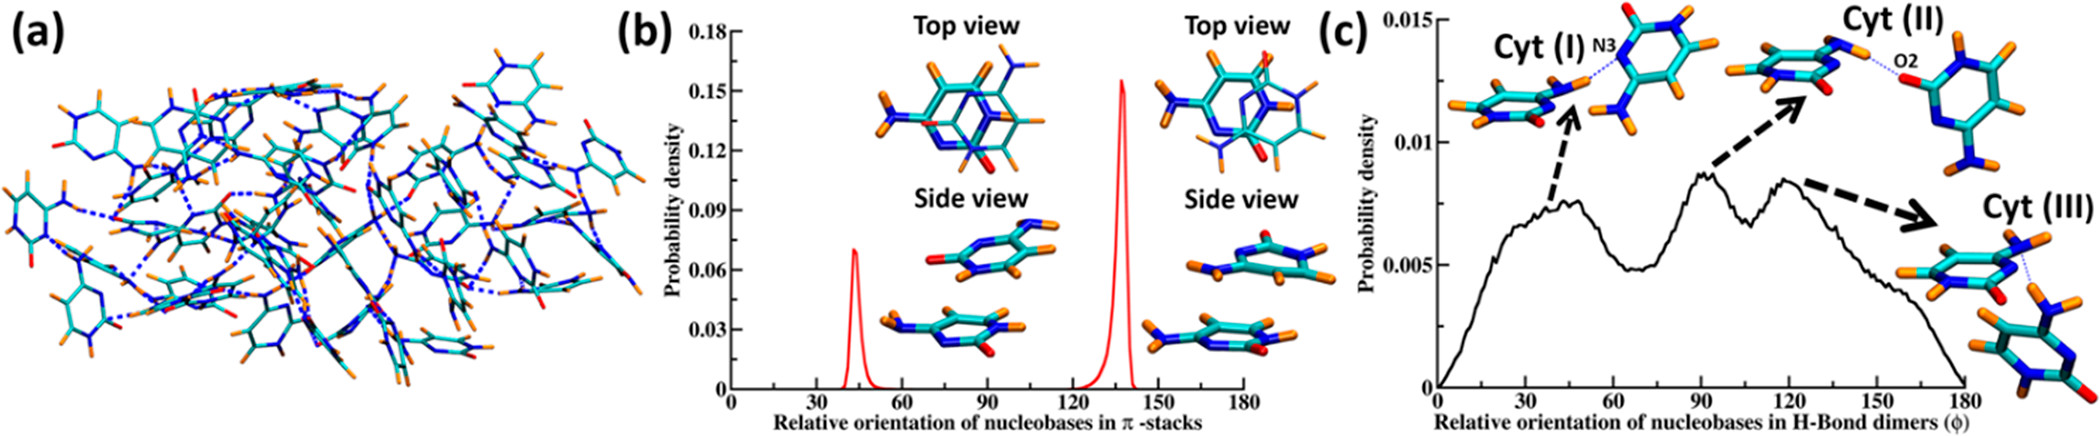 (a)
(b)
Probability density
0.18
0.15
0.12
0.09
0.06
0.03
0
0
30
60
90
120
150
180
Relative orientation of nucleobases in π -stacks
Top view
Side view
Top view
Side view
(c)
Probability density
0.015
0.010
0.005
0
0
30
60
90
120
150
180
Relative orientation of nucleobases in H-Bond dimers (ϕ)
Cyt (I)
N3
Cyt (II)
O2
Cyt (III)